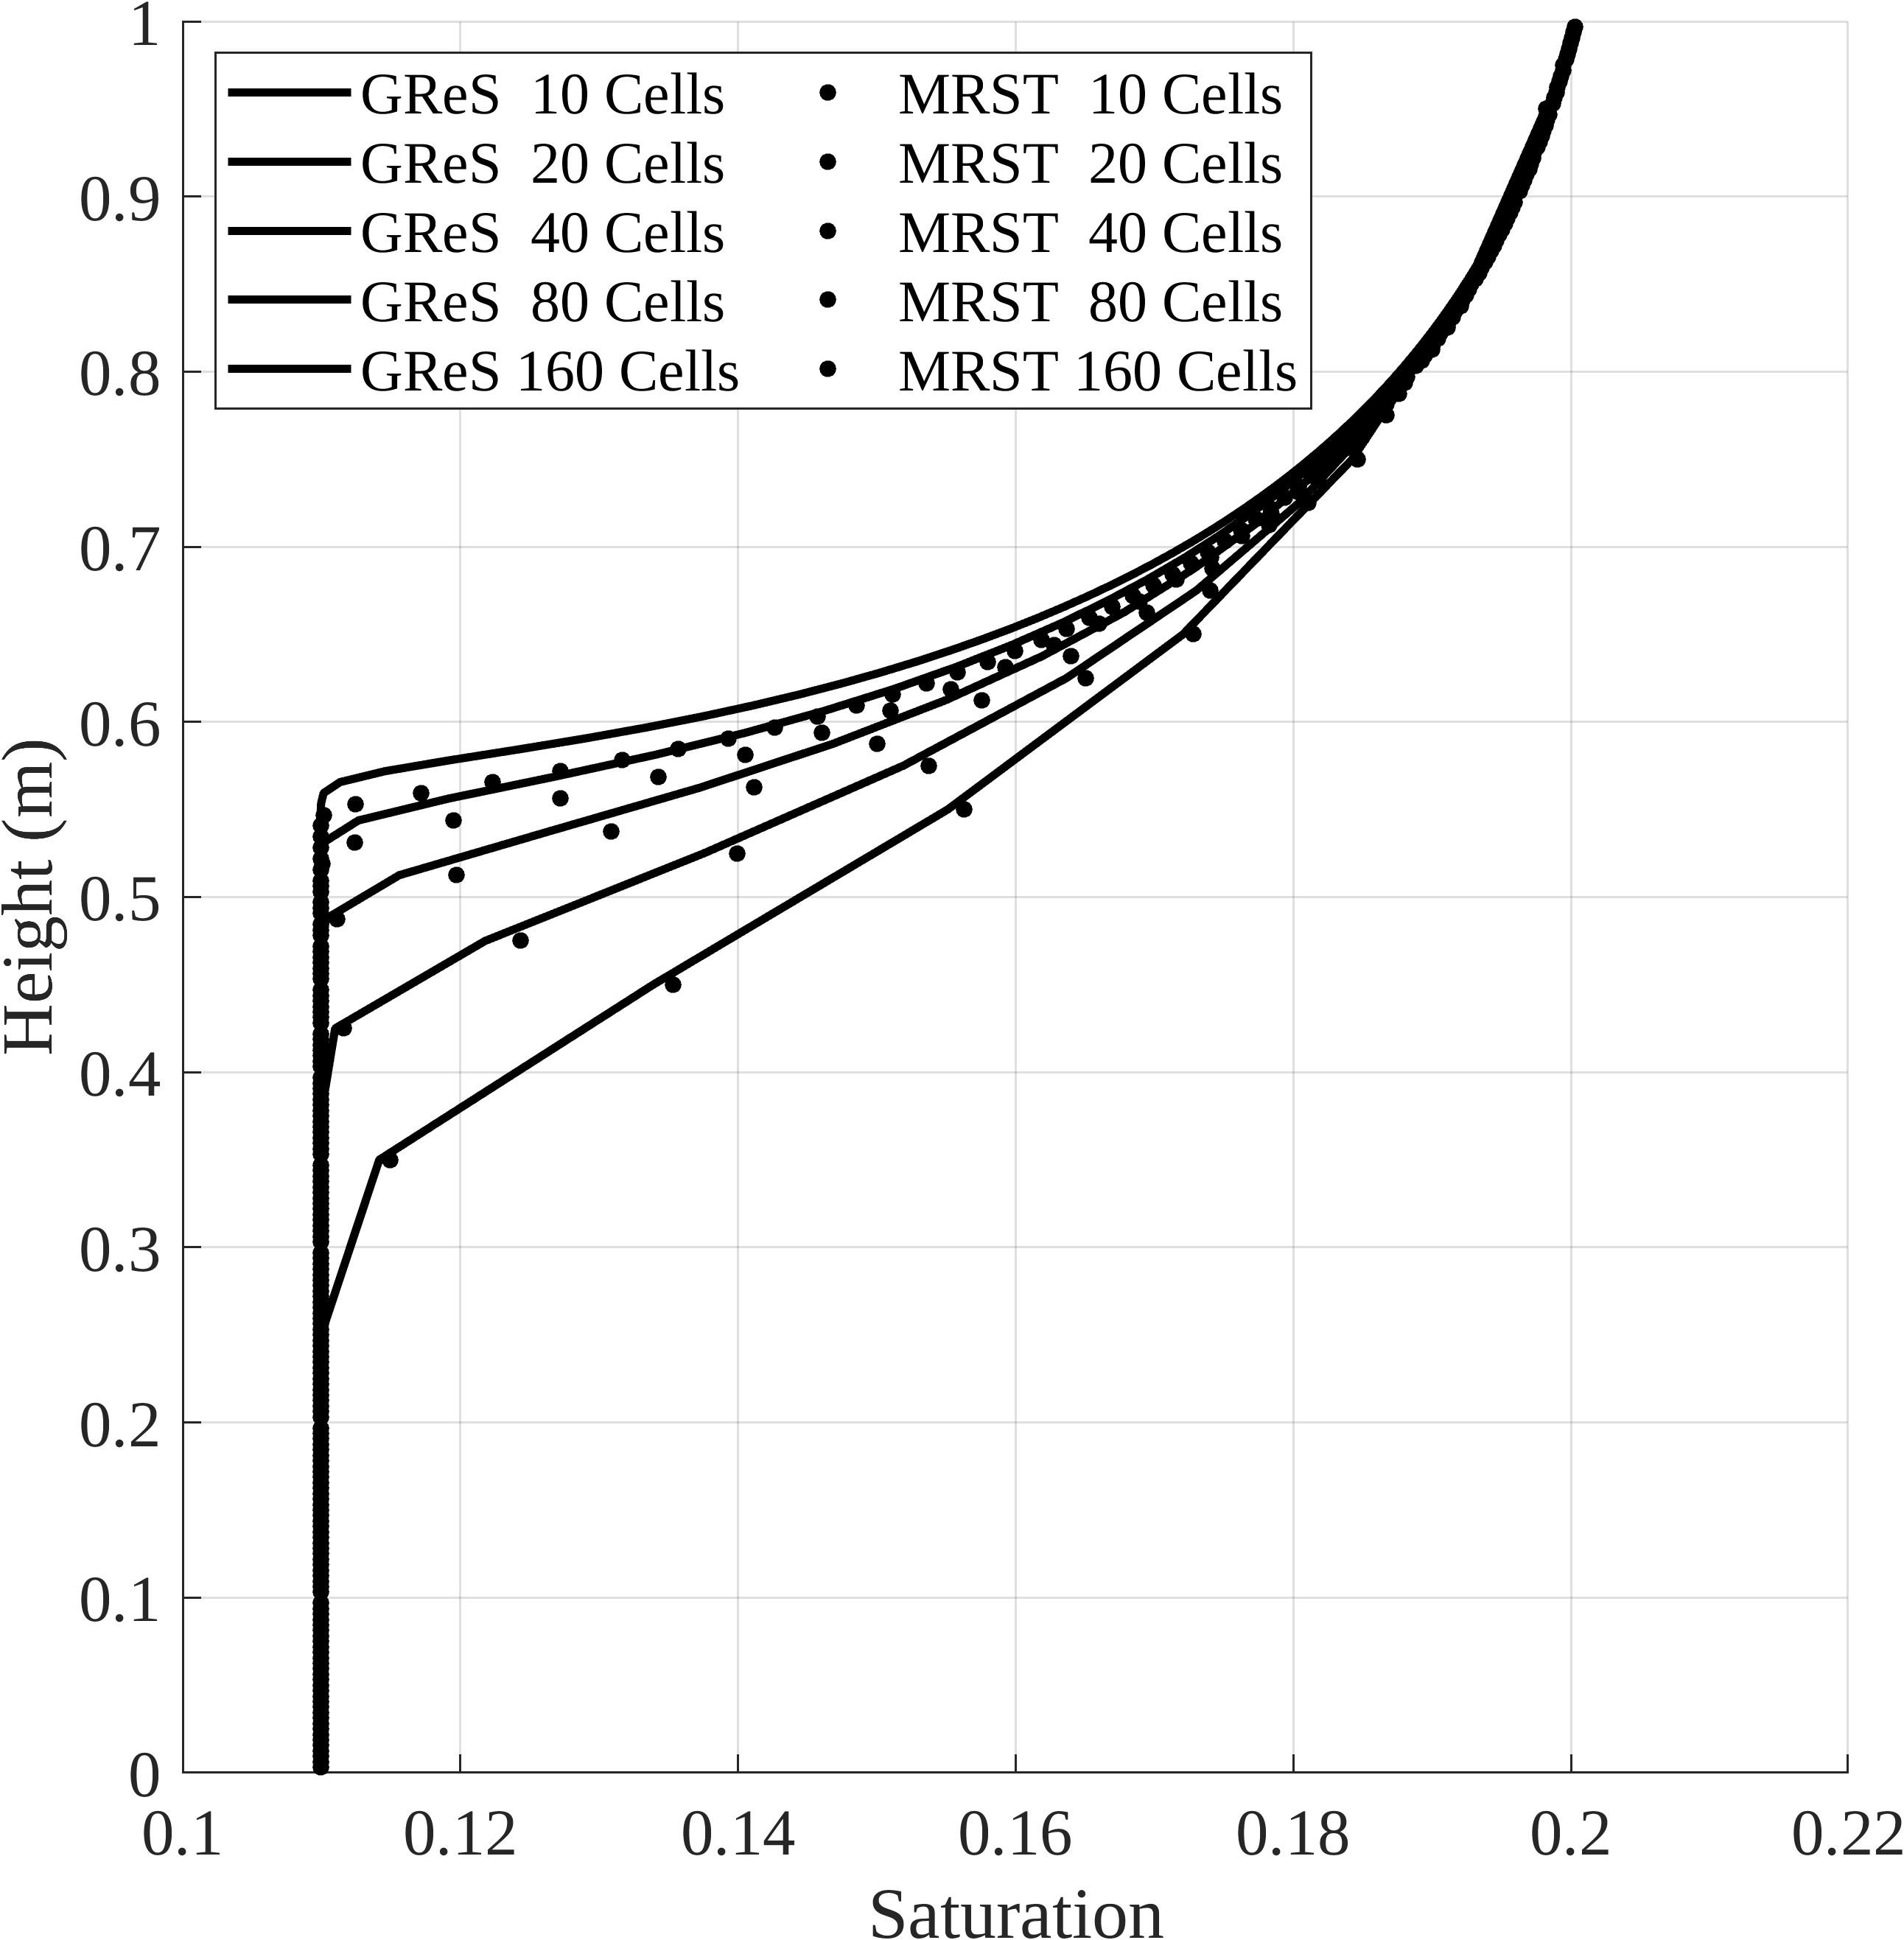 1
0.9
0.8
0.7
0.6
0.5
0.4
0.3
0.2
0.1
0
Height (m)
GReS 10 Cells
GReS 20 Cells
GReS 40 Cells
GReS 80 Cells
GReS 160 Cells
MRST 10 Cells
MRST 20 Cells
MRST 40 Cells
MRST 80 Cells
MRST 160 Cells
0.1 0.12 0.14 0.16 0.18 0.2 0.22
Saturation